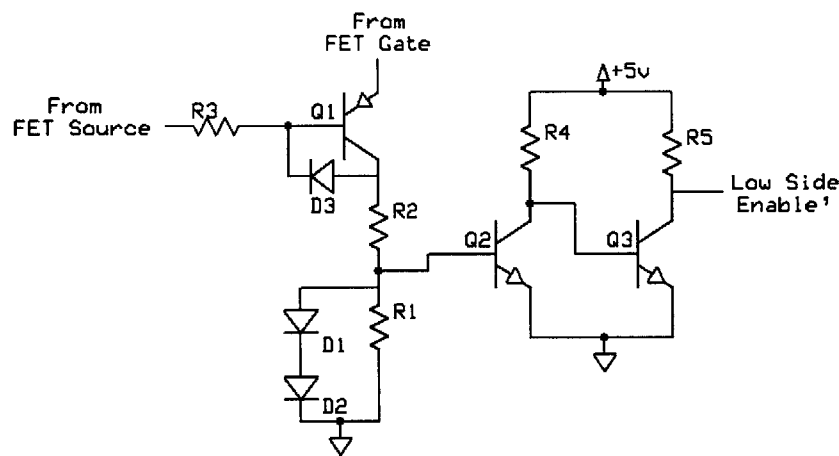 From
FET Gate
+5v
From
FET Source
R3
Q1
R4
R5
D3
R2
Q2
Q3
Low Side
Enable'
R1
D1
D2